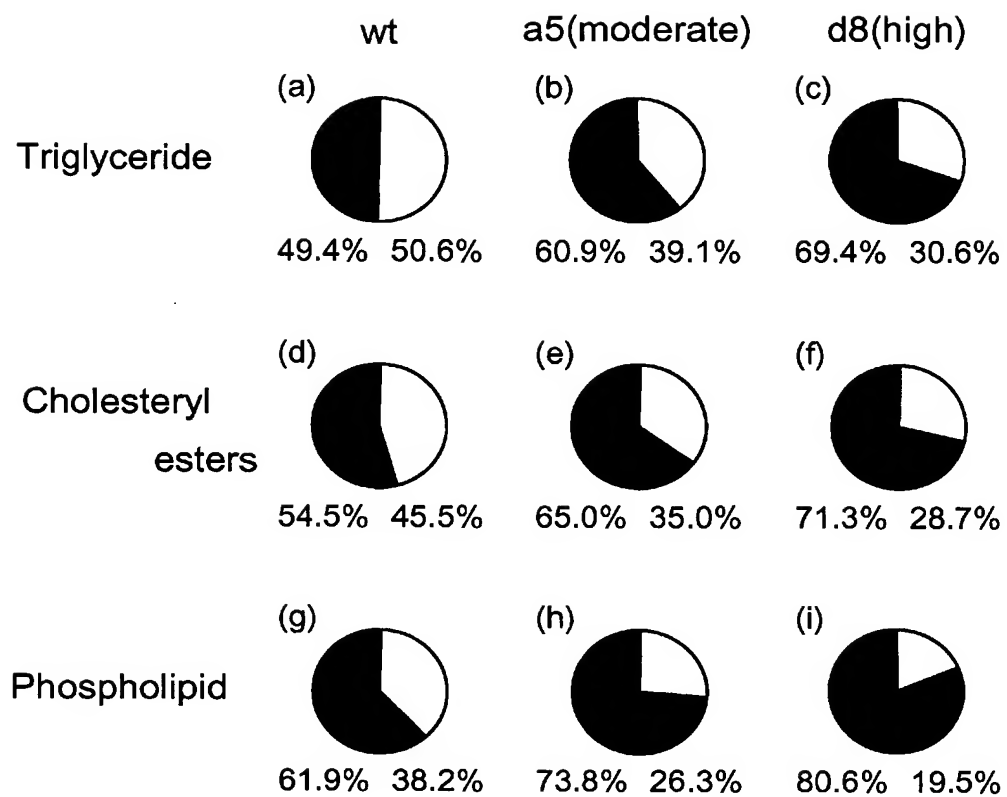 wt a5(moderate) d8(high)
(a) (b) (c)
Triglyceride
49.4% 50.6% 60.9% 39.1% 69.4% 30.6%
(d) (e) (f)
Cholesteryl
esters
54.5% 45.5% 65.0% 35.0% 71.3% 28.7%
(g) (h) (i)
Phospholipid
61.9% 38.2% 73.8% 26.3% 80.6% 19.5%